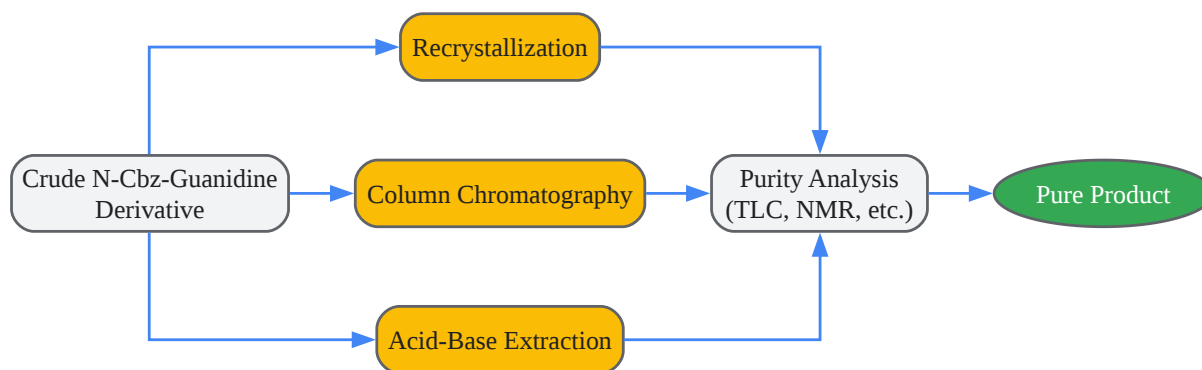 Recrystallization
Crude N-Cbz-Guanidine
Derivative
Column Chromatography
Purity Analysis
(TLC, NMR, etc.)
Pure Product
Acid-Base Extraction